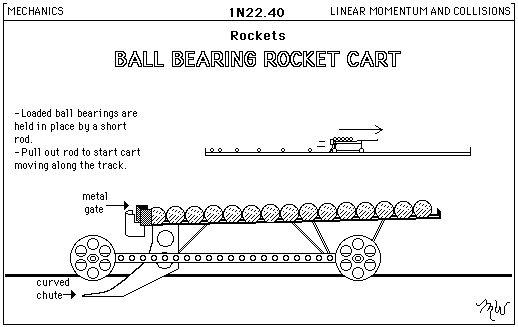 MECHANICS
1N22.40
LINEAR MOMENTUM AND COLLISIONS
Rockets
BALL BEARING ROCKET CART
- Loaded ball bearings are
held in place by a short
rod.
- Pull out rod to start cart
moving along the track.
metal
gate
curved
chute